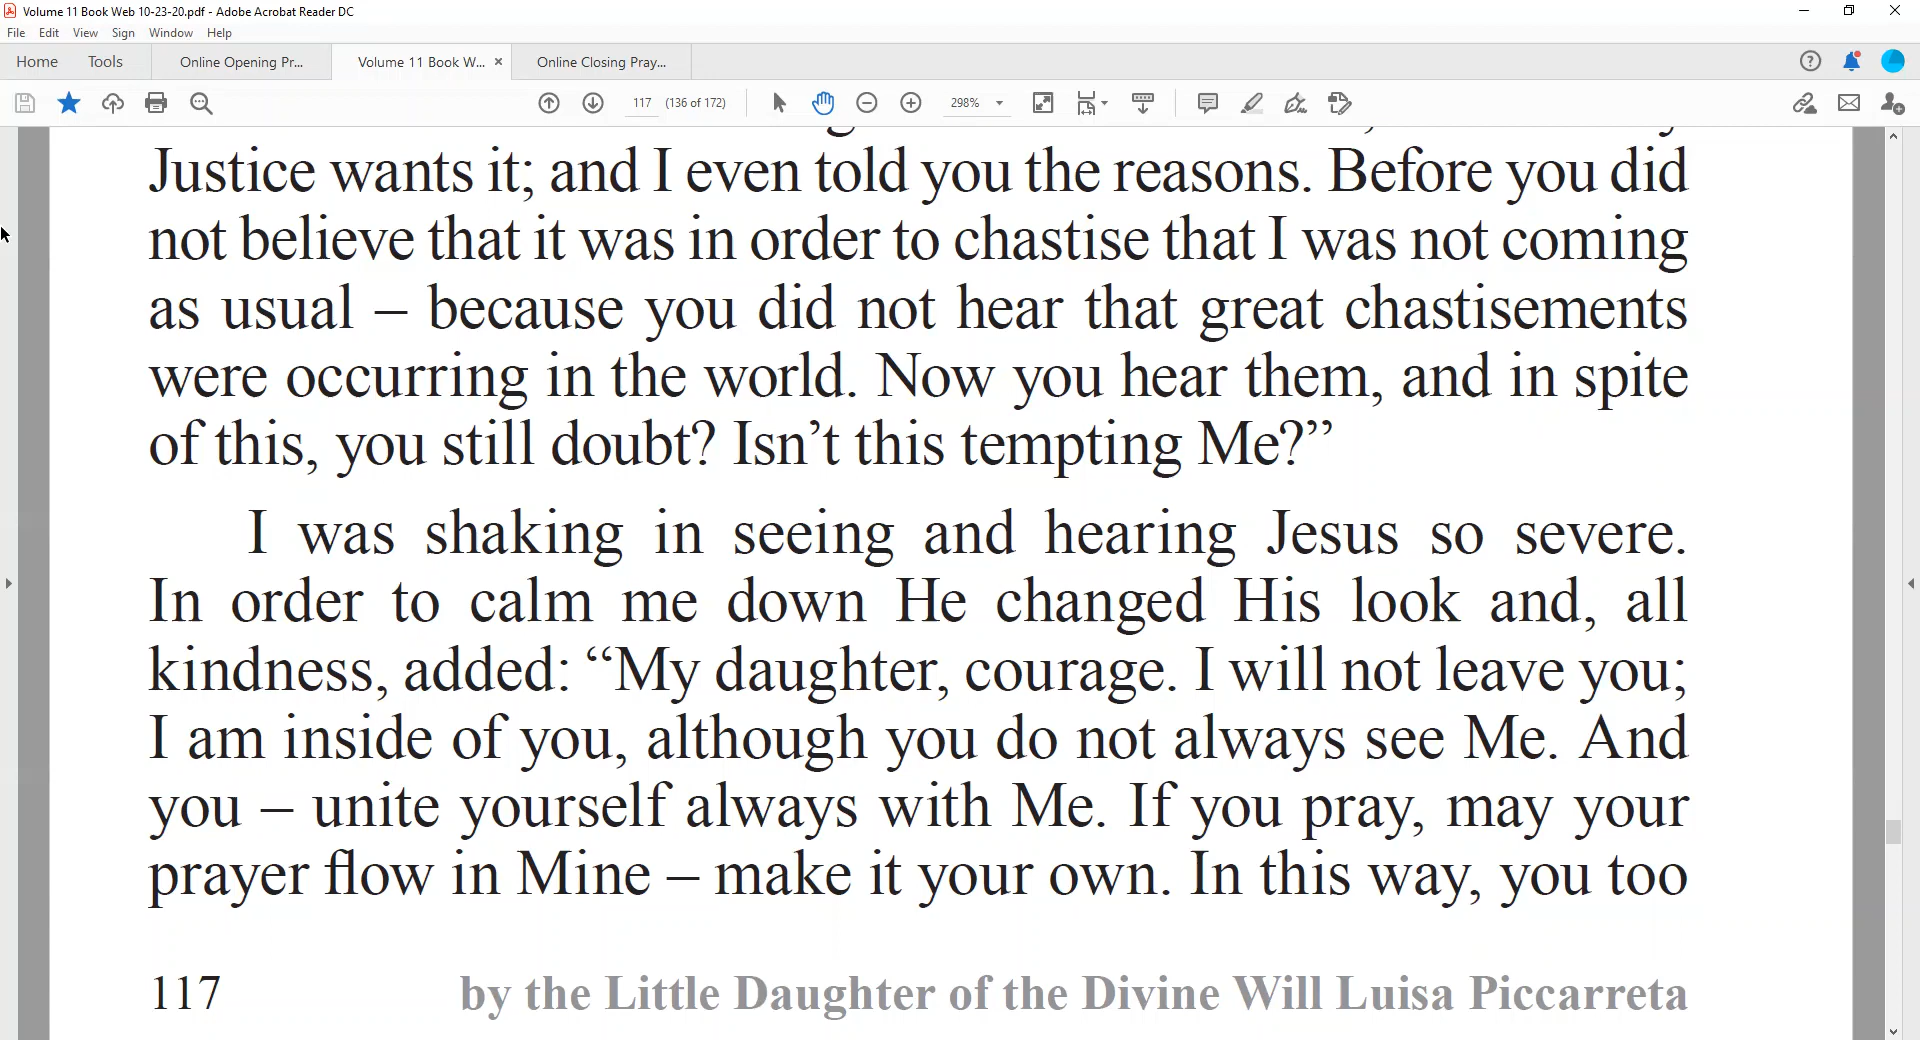 Volume 11 Book Web 10-23-20.pdf - Adobe Acrobat Reader DC
File Edit View Sign Window Help
Home Tools Online Opening Pr... Volume 11 Book W... × Online Closing Pray...
117 (136 of 172) 298%
Justice wants it; and I even told you the reasons. Before you did
not believe that it was in order to chastise that I was not coming
as usual – because you did not hear that great chastisements
were occurring in the world. Now you hear them, and in spite
of this, you still doubt? Isn’t this tempting Me?”
I was shaking in seeing and hearing Jesus so severe.
In order to calm me down He changed His look and, all
kindness, added: “My daughter, courage. I will not leave you;
I am inside of you, although you do not always see Me. And
you – unite yourself always with Me. If you pray, may your
prayer flow in Mine – make it your own. In this way, you too
117 by the Little Daughter of the Divine Will Luisa Piccarreta